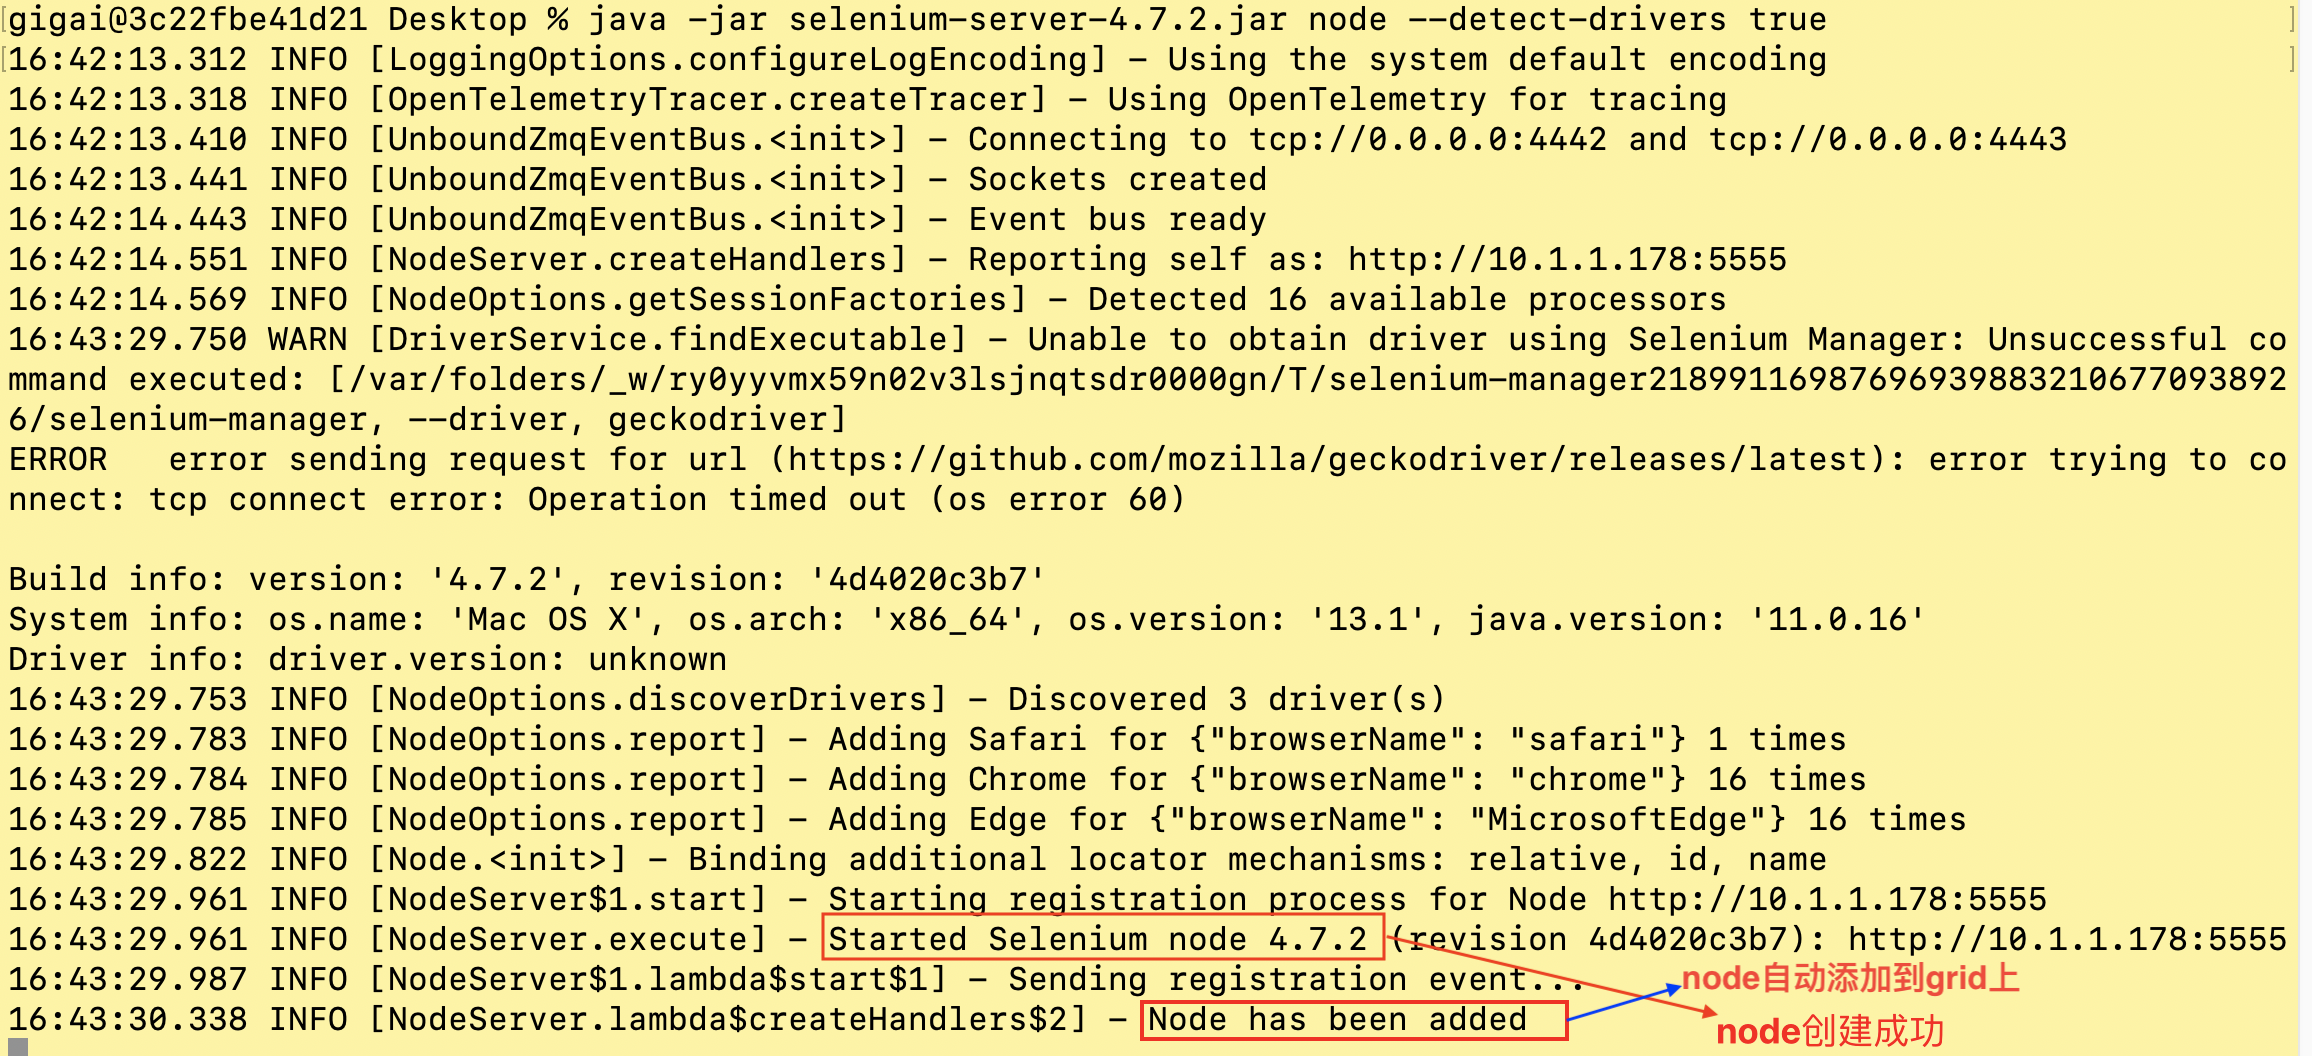 gigai@3c22fbe41d21 Desktop % java -jar selenium-server-4.7.2.jar node --detect-drivers true
16:42:13.312 INFO [LoggingOptions.configureLogEncoding] - Using the system default encoding
16:42:13.318 INFO [OpenTelemetryTracer.createTracer] - Using OpenTelemetry for tracing
16:42:13.410 INFO [UnboundZmqEventBus.<init>] - Connecting to tcp://0.0.0.0:4442 and tcp://0.0.0.0:4443
16:42:13.441 INFO [UnboundZmqEventBus.<init>] - Sockets created
16:42:14.443 INFO [UnboundZmqEventBus.<init>] - Event bus ready
16:42:14.551 INFO [NodeServer.createHandlers] - Reporting self as: http://10.1.1.178:5555
16:42:14.569 INFO [NodeOptions.getSessionFactories] - Detected 16 available processors
16:43:29.750 WARN [DriverService.findExecutable] - Unable to obtain driver using Selenium Manager: Unsuccessful co
mmand executed: [/var/folders/_w/ry0yyvmx59n02v3lsjnqtsdr0000gn/T/selenium-manager21899116987696939883210677093892
6/selenium-manager, --driver, geckodriver]
ERROR   error sending request for url (https://github.com/mozilla/geckodriver/releases/latest): error trying to co
nnect: tcp connect error: Operation timed out (os error 60)
Build info: version: '4.7.2', revision: '4d4020c3b7'
System info: os.name: 'Mac OS X', os.arch: 'x86_64', os.version: '13.1', java.version: '11.0.16'
Driver info: driver.version: unknown
16:43:29.753 INFO [NodeOptions.discoverDrivers] - Discovered 3 driver(s)
16:43:29.783 INFO [NodeOptions.report] - Adding Safari for {"browserName": "safari"} 1 times
16:43:29.784 INFO [NodeOptions.report] - Adding Chrome for {"browserName": "chrome"} 16 times
16:43:29.785 INFO [NodeOptions.report] - Adding Edge for {"browserName": "MicrosoftEdge"} 16 times
16:43:29.822 INFO [Node.<init>] - Binding additional locator mechanisms: relative, id, name
16:43:29.961 INFO [NodeServer$1.start] - Starting registration process for Node http://10.1.1.178:5555
16:43:29.961 INFO [NodeServer.execute] - Started Selenium node 4.7.2 (revision 4d4020c3b7): http://10.1.1.178:5555
16:43:29.987 INFO [NodeServer$1.lambda$start$1] - Sending registration event...
node自动添加到grid上
16:43:30.338 INFO [NodeServer.lambda$createHandlers$2] - Node has been added
node创建成功